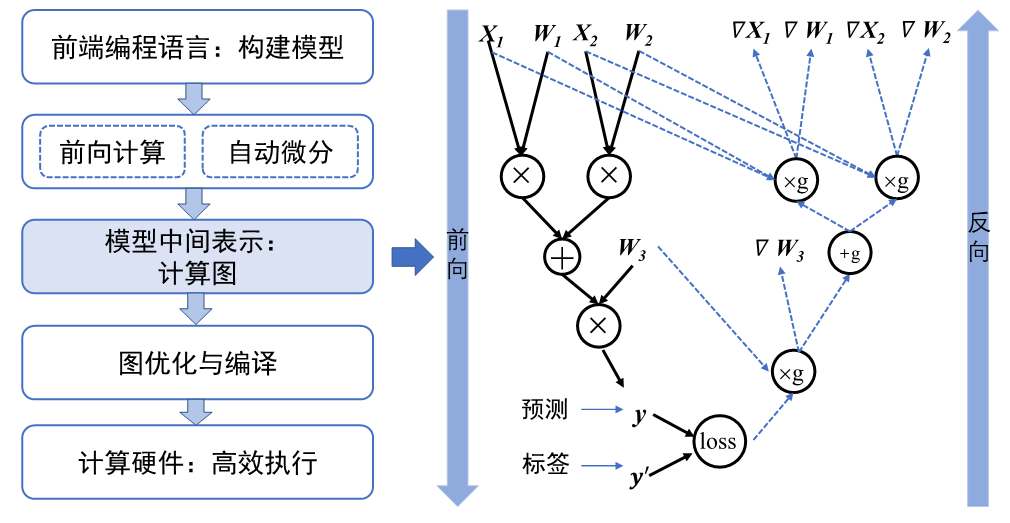 前端编程语言：构建模型
前向计算 自动微分
模型中间表示：
计算图
图优化与编译
计算硬件：高效执行
前向
X₁ W₁ X₂ W₂
× ×
+
W₃
×
预测 y
标签 y'
loss
∇X₁ ∇W₁ ∇X₂ ∇W₂
×g ×g
+g
∇W₃
×g
反向